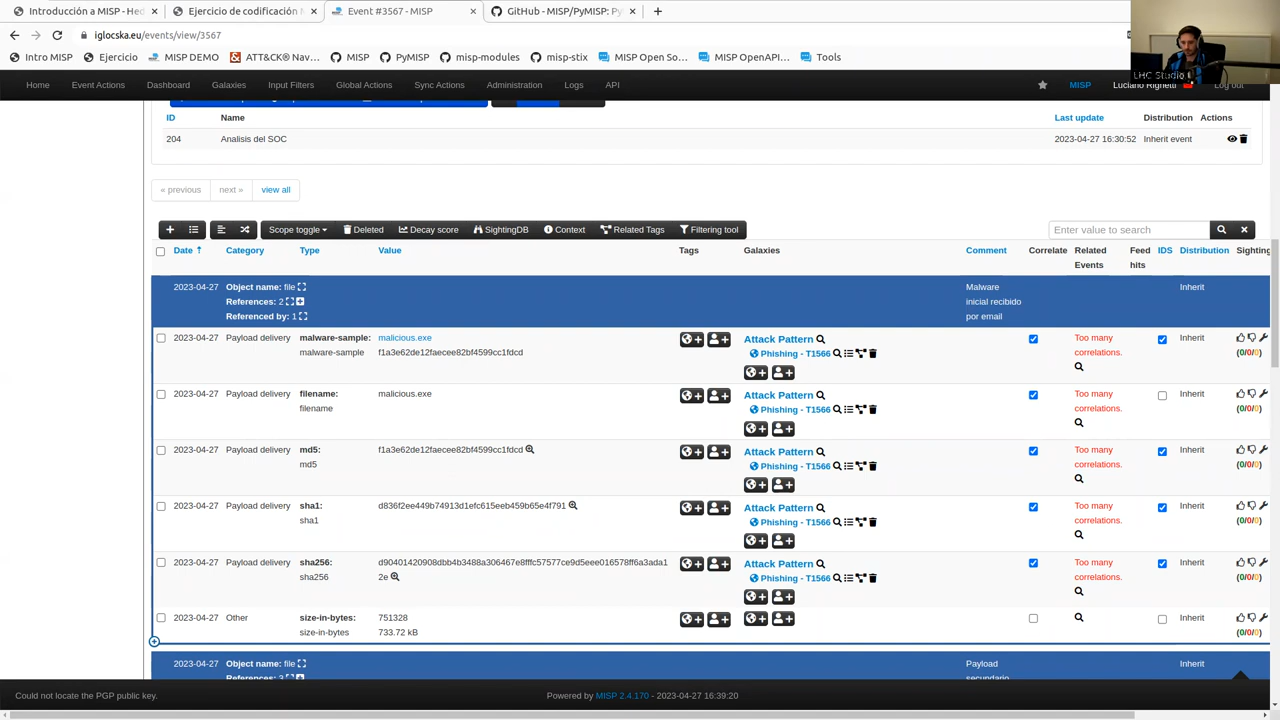 Introducción a MISP - Hed
Ejercicio de codificación M
Event #3567 - MISP
GitHub - MISP/PyMISP: Py
iglocska.eu/events/view/3567
Intro MISP
Ejercicio
MISP DEMO
ATT&CK® Nav…
MISP
PyMISP
misp-modules
misp-stix
MISP Open So…
MISP OpenAPI…
Tools
LHC Studio
Home
Event Actions
Dashboard
Galaxies
Input Filters
Global Actions
Sync Actions
Administration
Logs
API
MISP
Luciano Righetti
Log out
ID Name Last update Distribution Actions
204 Analisis del SOC 2023-04-27 16:30:52 Inherit event
« previous next » view all
Scope toggle Deleted Decay score SightingDB Context Related Tags Filtering tool Enter value to search
Date Category Type Value Tags Galaxies Comment Correlate Related Feed IDS Distribution Sighting
Events hits
2023-04-27 Object name: file Malware Inherit
References: 2 inicial recibido
Referenced by: 1 por email
2023-04-27 Payload delivery malware-sample: malicious.exe Attack Pattern Too many Inherit
malware-sample f1a3e62de12faecee82bf4599cc1fdcd Phishing - T1566 correlations. (0/0/0)
2023-04-27 Payload delivery filename: malicious.exe Attack Pattern Too many Inherit
filename Phishing - T1566 correlations. (0/0/0)
2023-04-27 Payload delivery md5: f1a3e62de12faecee82bf4599cc1fdcd Attack Pattern Too many Inherit
md5 Phishing - T1566 correlations. (0/0/0)
2023-04-27 Payload delivery sha1: d836f2ee449b74913d1efc615eeb459b65e4f791 Attack Pattern Too many Inherit
sha1 Phishing - T1566 correlations. (0/0/0)
2023-04-27 Payload delivery sha256: d90401420908dbb4b3488a306467e8fffc57577ce9d5eee016578ff6a3ada1 Attack Pattern Too many Inherit
sha256 2e Phishing - T1566 correlations. (0/0/0)
2023-04-27 Other size-in-bytes: 751328 Inherit
size-in-bytes 733.72 kB (0/0/0)
2023-04-27 Object name: file Payload Inherit
References: 3 secundario
Could not locate the PGP public key. Powered by MISP 2.4.170 - 2023-04-27 16:39:20